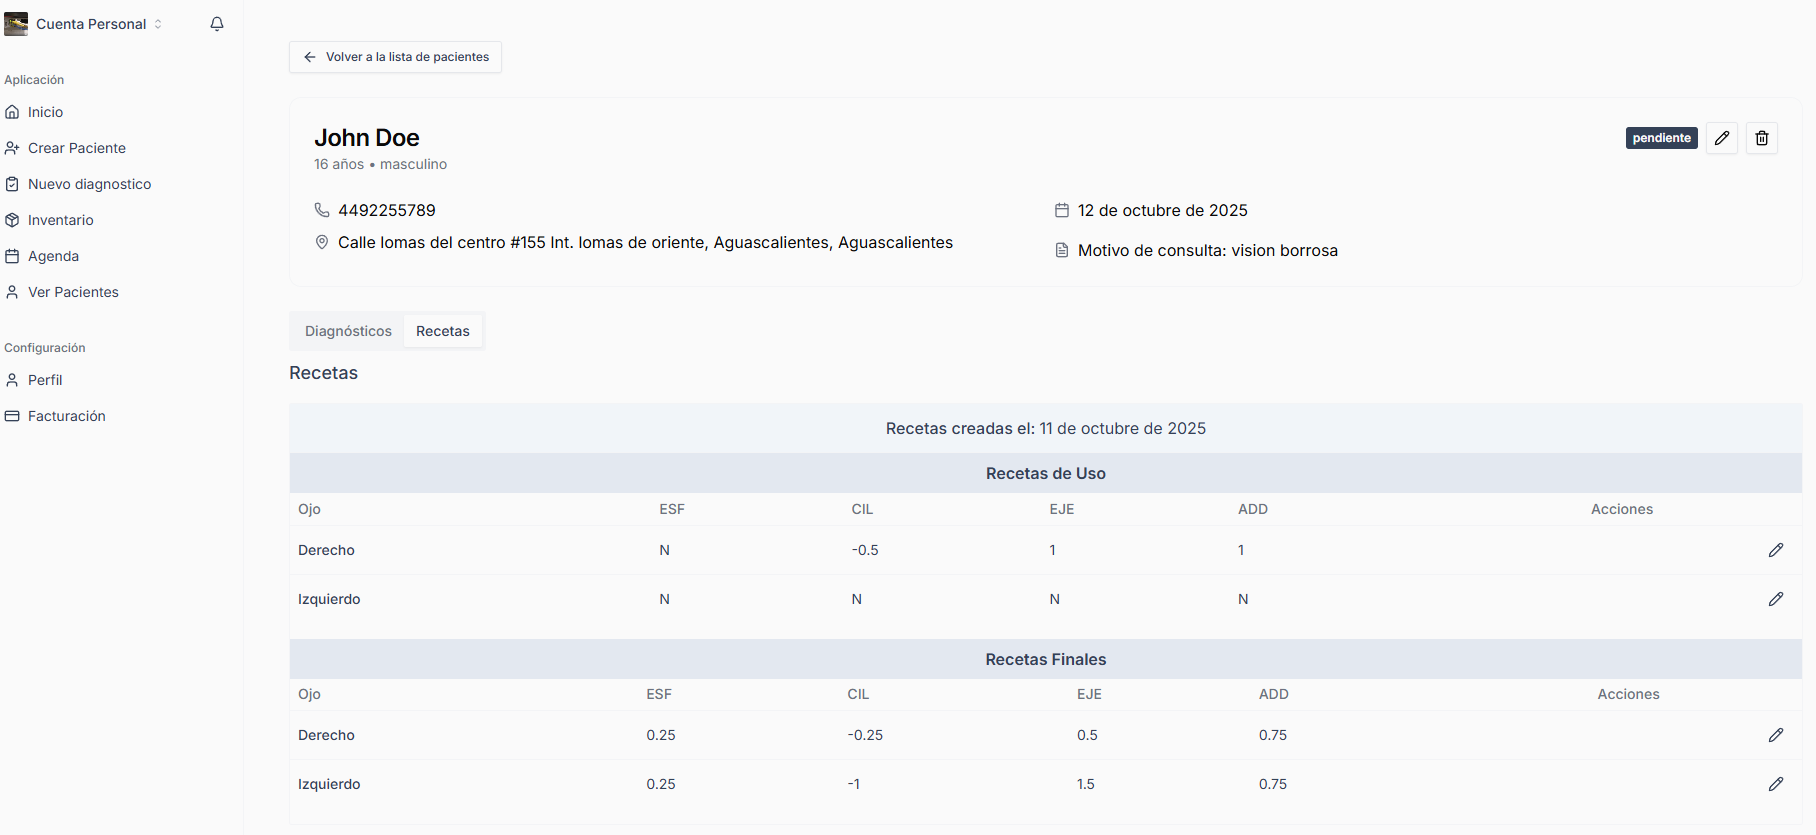 Cuenta Personal
Aplicación
Inicio
Crear Paciente
Nuevo diagnostico
Inventario
Agenda
Ver Pacientes
Configuración
Perfil
Facturación
Volver a la lista de pacientes
John Doe
pendiente
16 años • masculino
4492255789
12 de octubre de 2025
Calle lomas del centro #155 Int. lomas de oriente, Aguascalientes, Aguascalientes
Motivo de consulta: vision borrosa
Diagnósticos Recetas
Recetas
Recetas creadas el: 11 de octubre de 2025
Recetas de Uso
Ojo ESF CIL EJE ADD Acciones
Derecho N -0.5 1 1
Izquierdo N N N N
Recetas Finales
Ojo ESF CIL EJE ADD Acciones
Derecho 0.25 -0.25 0.5 0.75
Izquierdo 0.25 -1 1.5 0.75